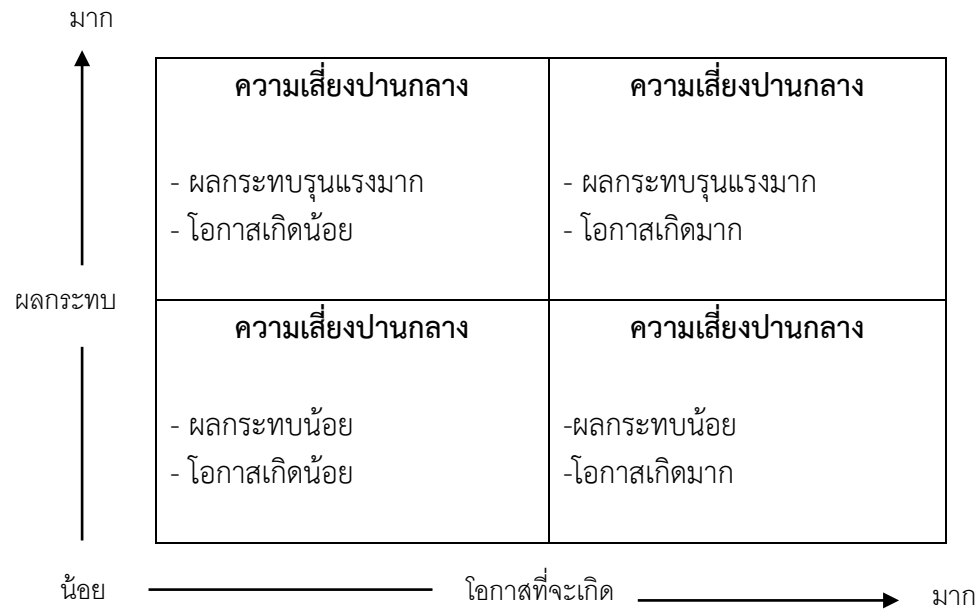 มาก
ความเสี่ยงปานกลาง
- ผลกระทบรุนแรงมาก
- โอกาสเกิดน้อย
ความเสี่ยงปานกลาง
- ผลกระทบรุนแรงมาก
- โอกาสเกิดมาก
ผลกระทบ
ความเสี่ยงปานกลาง
- ผลกระทบน้อย
- โอกาสเกิดน้อย
ความเสี่ยงปานกลาง
-ผลกระทบน้อย
-โอกาสเกิดมาก
น้อย
โอกาสที่จะเกิด
มาก